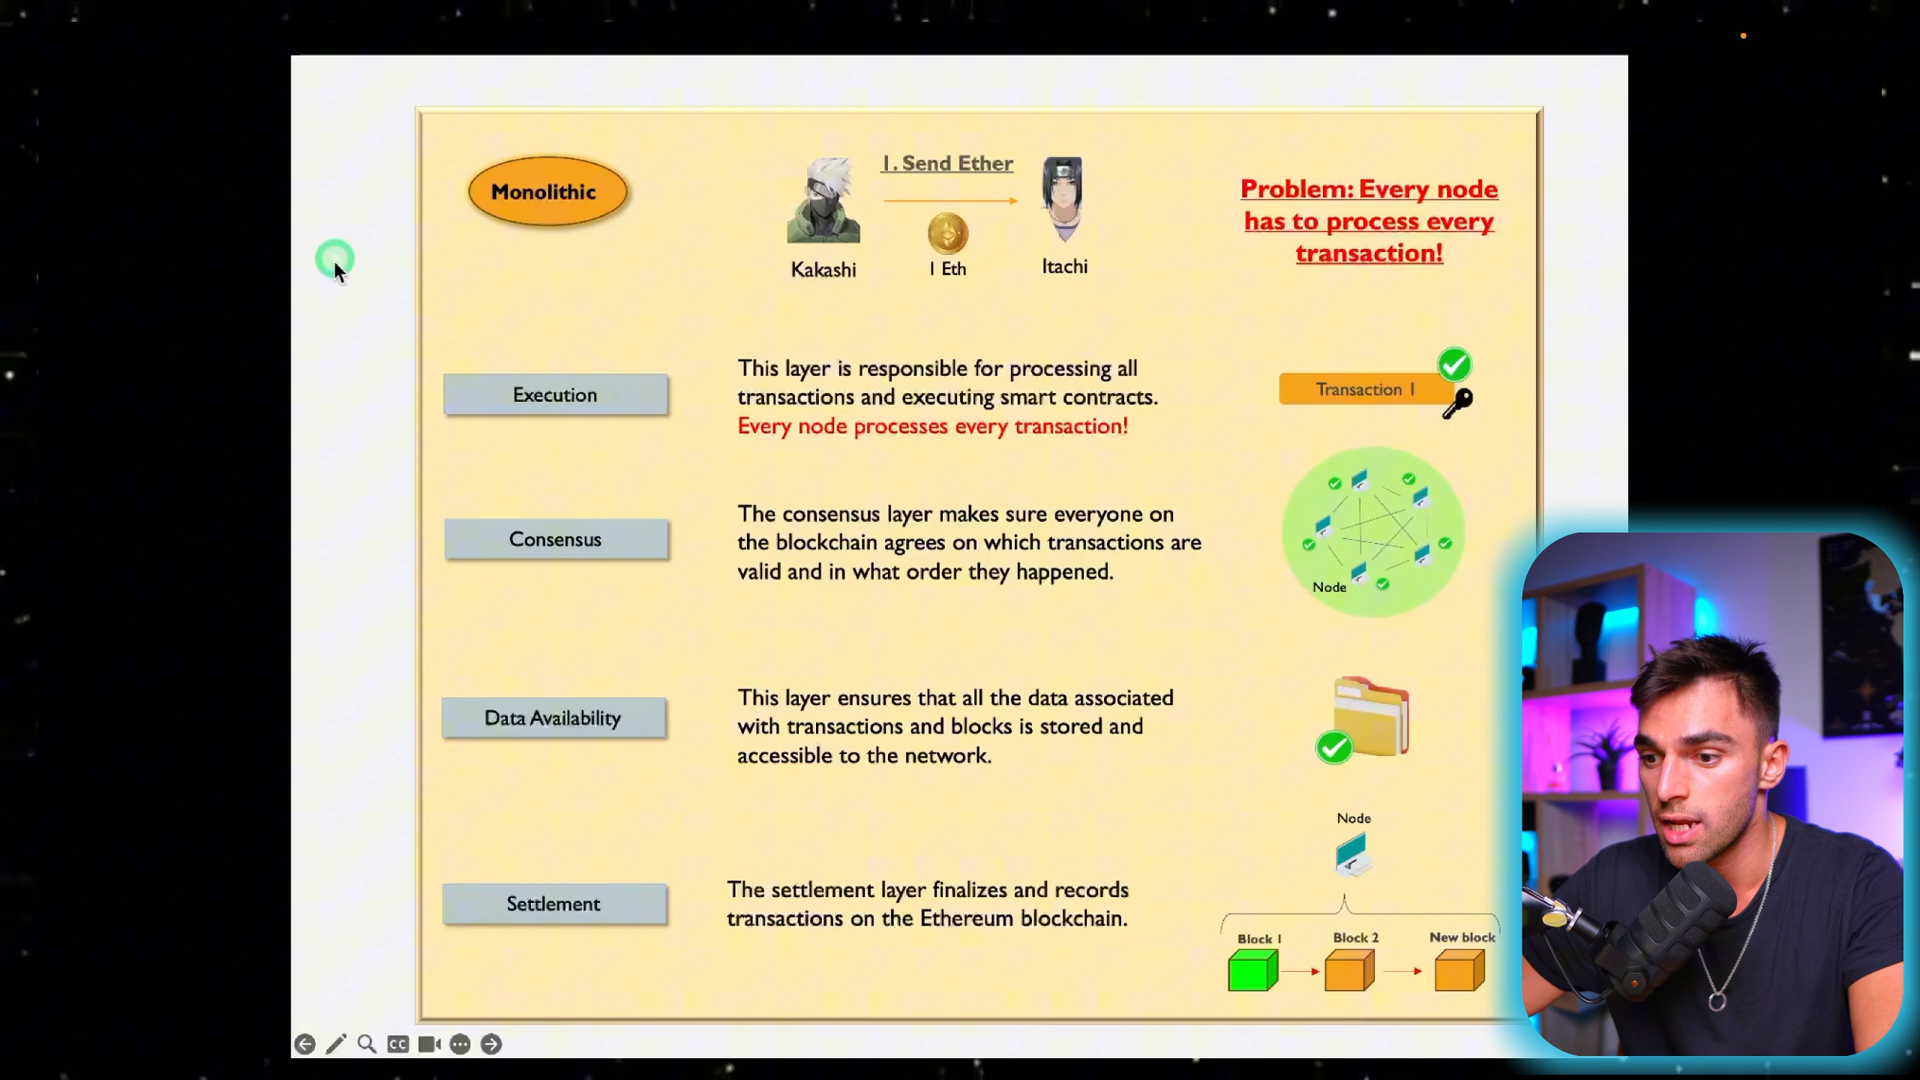 Monolithic
1. Send Ether
Kakashi
1 Eth
Itachi
Problem: Every node
has to process every
transaction!
Execution
This layer is responsible for processing all
transactions and executing smart contracts.
Every node processes every transaction!
Transaction 1
Consensus
The consensus layer makes sure everyone on
the blockchain agrees on which transactions are
valid and in what order they happened.
Node
Data Availability
This layer ensures that all the data associated
with transactions and blocks is stored and
accessible to the network.
Node
Settlement
The settlement layer finalizes and records
transactions on the Ethereum blockchain.
Block 1
Block 2
New block
CC